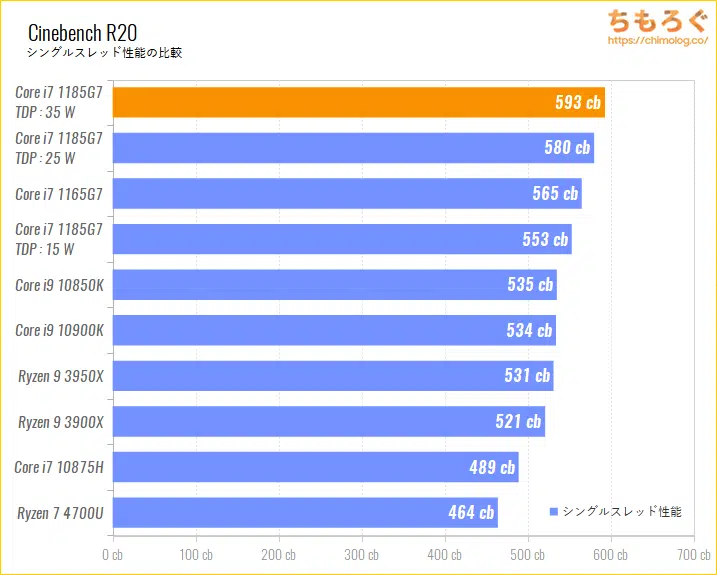 Cinebench R20
シングルスレッド性能の比較
ちもろぐ
https://chimolog.co/
Core i7 1185G7
TDP : 35 W
593 cb
Core i7 1185G7
TDP : 25 W
580 cb
Core i7 1165G7
565 cb
Core i7 1185G7
TDP : 15 W
553 cb
Core i9 10850K
535 cb
Core i9 10900K
534 cb
Ryzen 9 3950X
531 cb
Ryzen 9 3900X
521 cb
Core i7 10875H
489 cb
Ryzen 7 4700U
464 cb
シングルスレッド性能
0 cb
100 cb
200 cb
300 cb
400 cb
500 cb
600 cb
700 cb